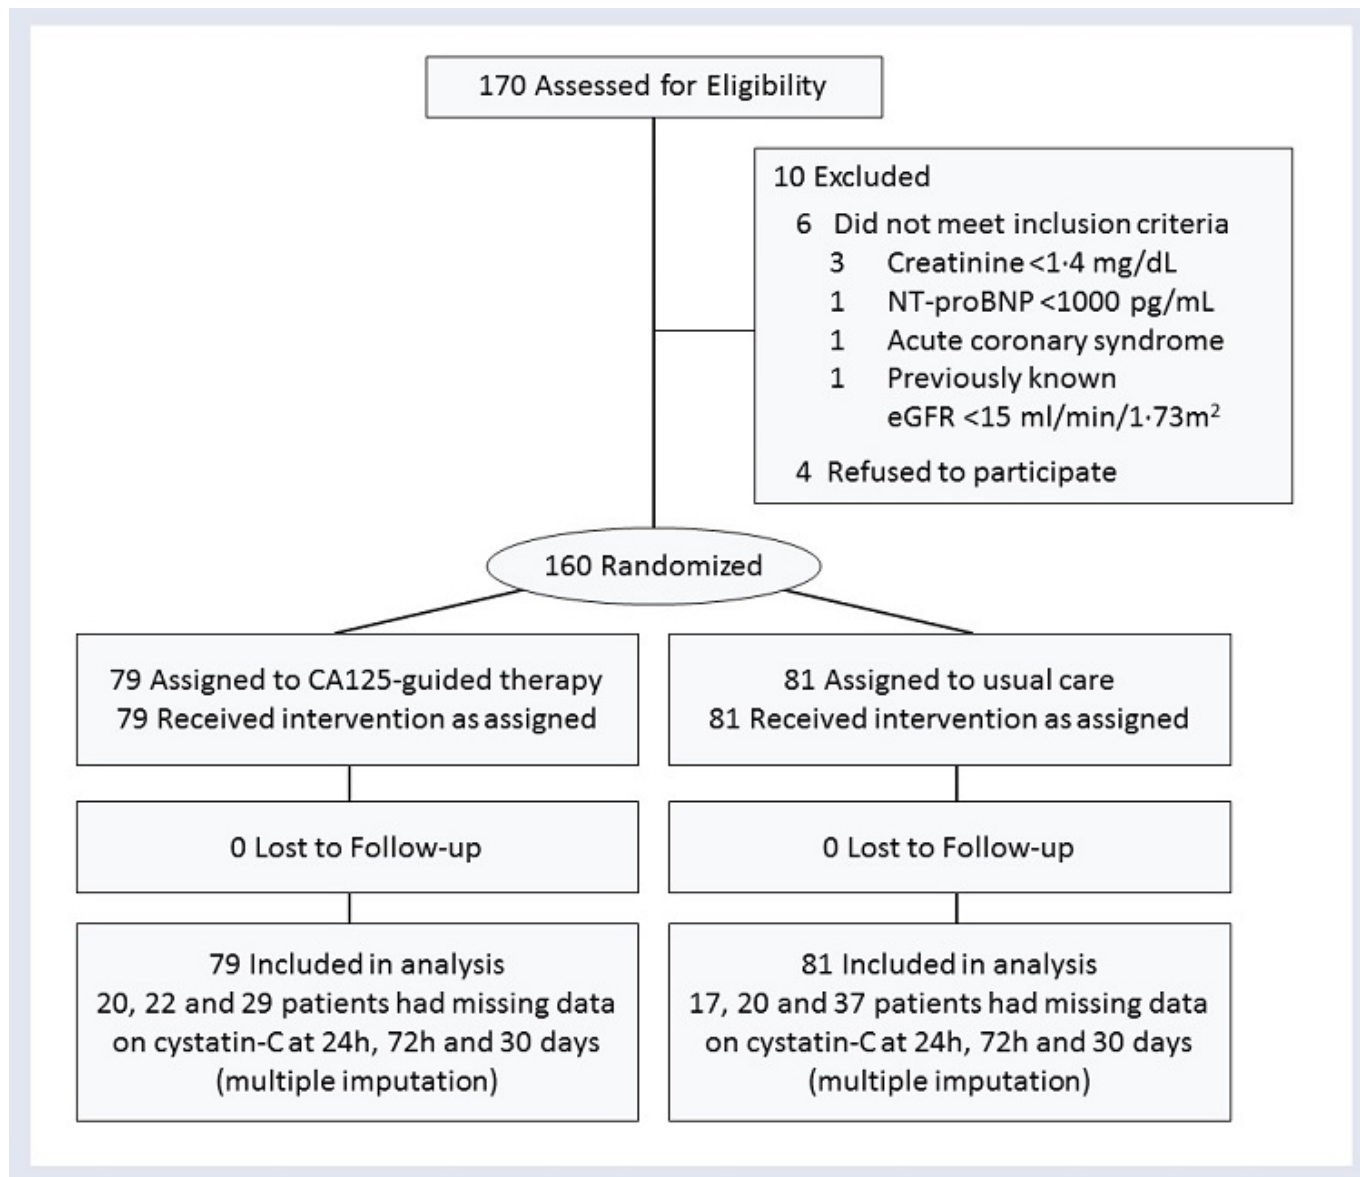 170 Assessed for Eligibility
10 Excluded
6 Did not meet inclusion criteria
3 Creatinine <1·4 mg/dL
1 NT-proBNP <1000 pg/mL
1 Acute coronary syndrome
1 Previously known
eGFR <15 ml/min/1·73m²
4 Refused to participate
160 Randomized
79 Assigned to CA125-guided therapy
79 Received intervention as assigned
81 Assigned to usual care
81 Received intervention as assigned
0 Lost to Follow-up
0 Lost to Follow-up
79 Included in analysis
20, 22 and 29 patients had missing data
on cystatin-C at 24h, 72h and 30 days
(multiple imputation)
81 Included in analysis
17, 20 and 37 patients had missing data
on cystatin-C at 24h, 72h and 30 days
(multiple imputation)